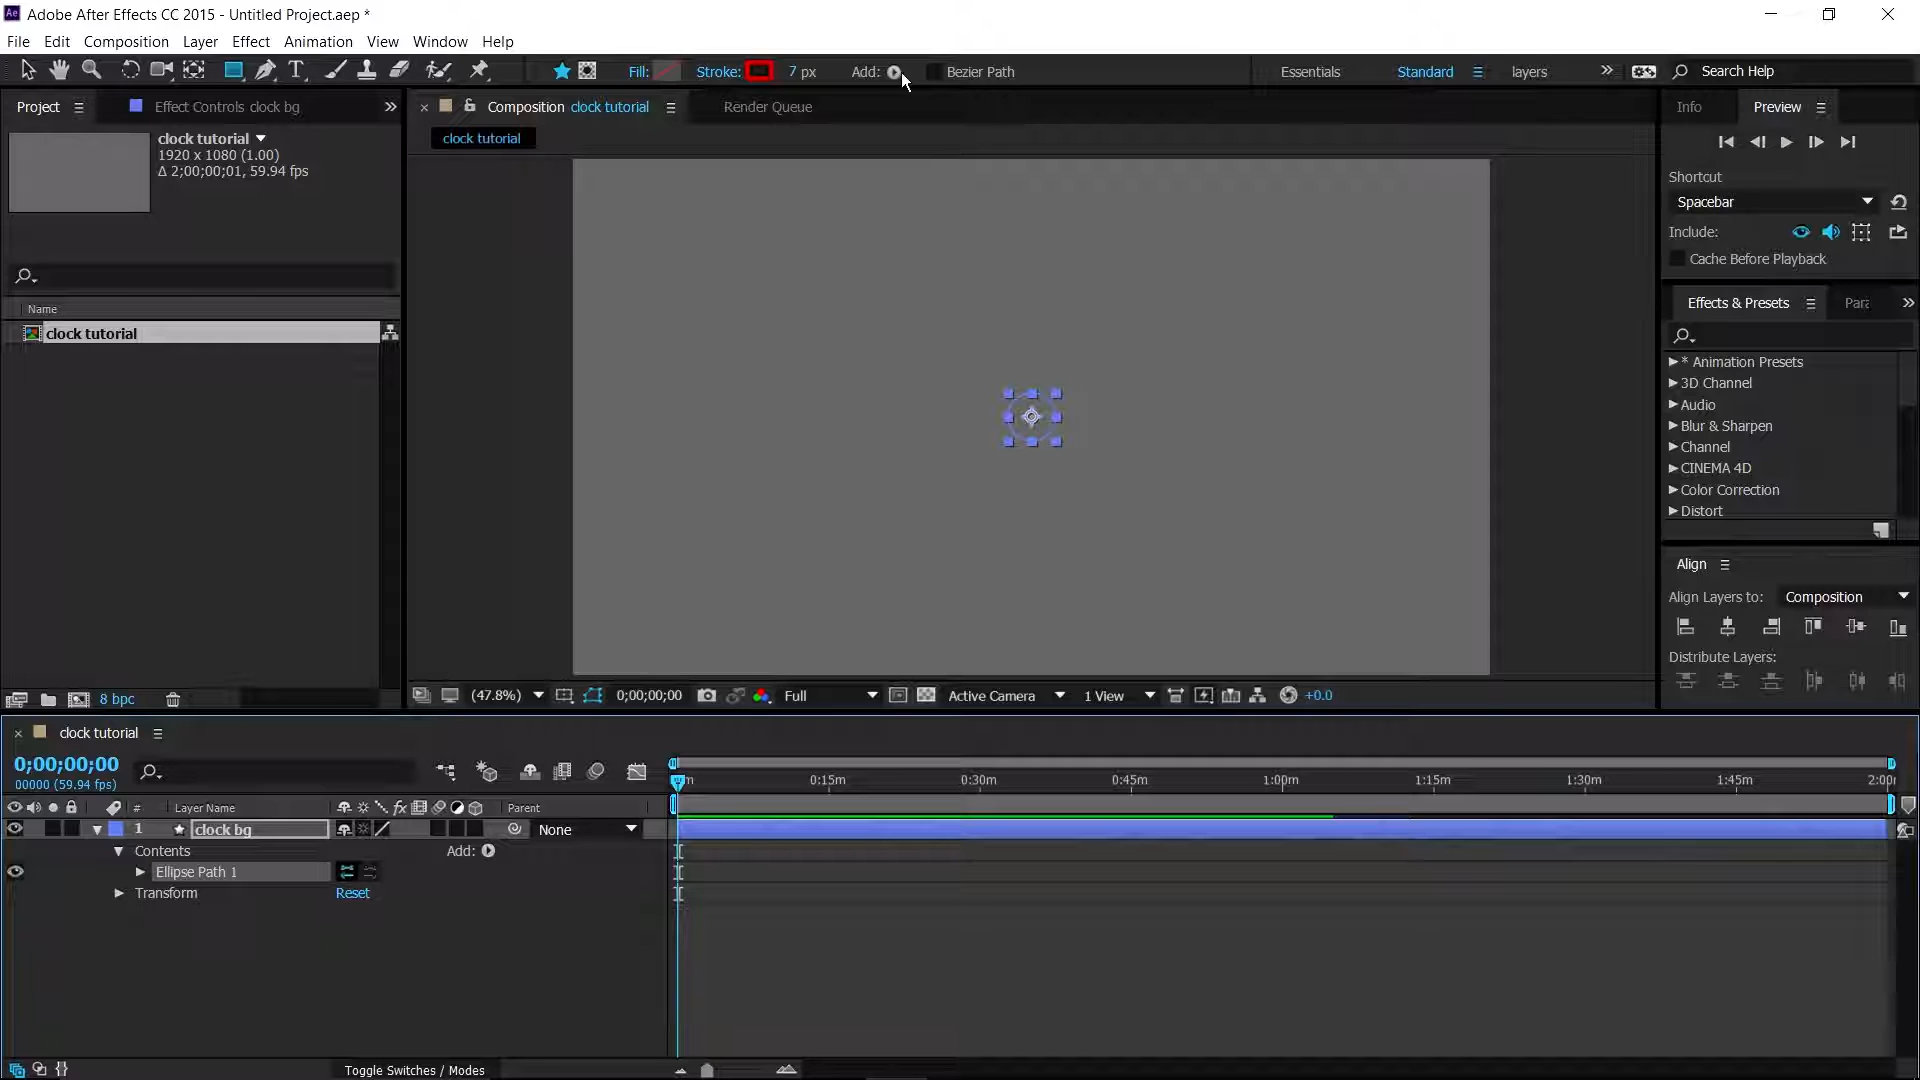 Ae Adobe After Effects CC 2015 - Untitled Project.aep *
File Edit Composition Layer Effect Animation View Window Help
Fill: Stroke: 7 px Add: Bezier Path Essentials Standard layers Search Help
Project Effect Controls clock bg
Composition clock tutorial Render Queue
Info Preview
clock tutorial
1920 x 1080 (1.00)
Δ 2;00;00;01, 59.94 fps
clock tutorial
Shortcut
Spacebar
Include:
Cache Before Playback
Name
clock tutorial
Effects & Presets
* Animation Presets
3D Channel
Audio
Blur & Sharpen
Channel
CINEMA 4D
Color Correction
Distort
Align
Align Layers to: Composition
Distribute Layers:
8 bpc
(47.8%) 0;00;00;00 Full Active Camera 1 View +0.0
clock tutorial
0;00;00;00
00000 (59.94 fps)
0:15m 0:30m 0:45m 1:00m 1:15m 1:30m 1:45m
# Layer Name fx Parent
1 clock bg None
Contents Add:
Ellipse Path 1
Transform Reset
Toggle Switches / Modes